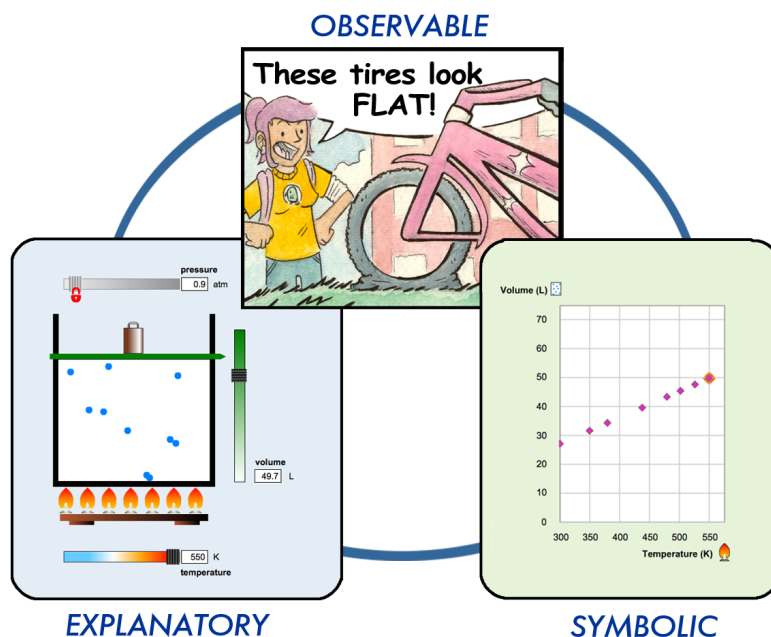 OBSERVABLE
These tires look
FLAT!
pressure
0.9 atm
volume
49.7 L
550 K
temperature
EXPLANATORY
Volume (L)
70
60
50
40
30
20
10
0
300 350 400 450 500 550
Temperature (K)
SYMBOLIC